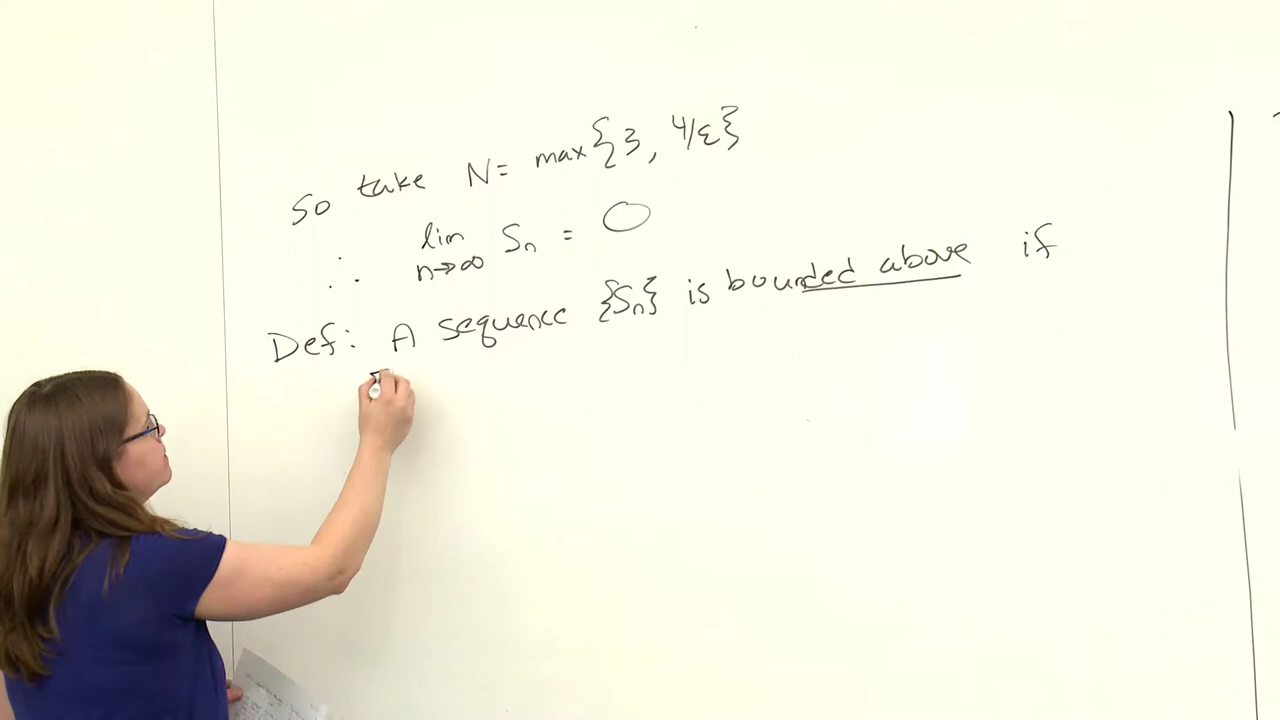 So take N = max{3, 4/ε}
∴ lim n→∞ Sn = 0
Def: A sequence {Sn} is bounded above if